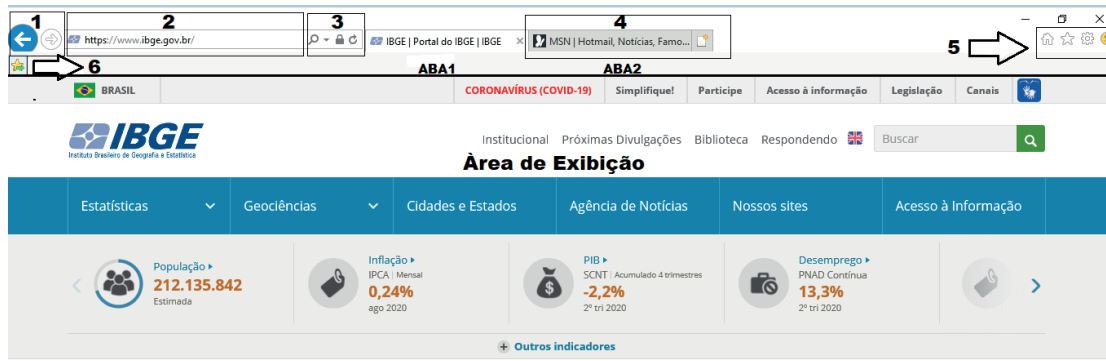 1 2 3 4
https://www.ibge.gov.br/ IBGE | Portal do IBGE | IBGE MSN | Hotmail, Notícias, Famo...
5
6 ABA1 ABA2
BRASIL CORONAVÍRUS (COVID-19) Simplifique! Participe Acesso à informação Legislação Canais
IBGE
Instituto Brasileiro de Geografia e Estatística
Institucional Próximas Divulgações Biblioteca Respondendo Buscar
Àrea de Exibição
Estatísticas Geociências Cidades e Estados Agência de Notícias Nossos sites Acesso à Informação
População
212.135.842
Estimada
Inflação
IPCA | Mensal
0,24%
ago 2020
PIB
SCNT | Acumulado 4 trimestres
-2,2%
2º tri 2020
Desemprego
PNAD Contínua
13,3%
2º tri 2020
Outros indicadores